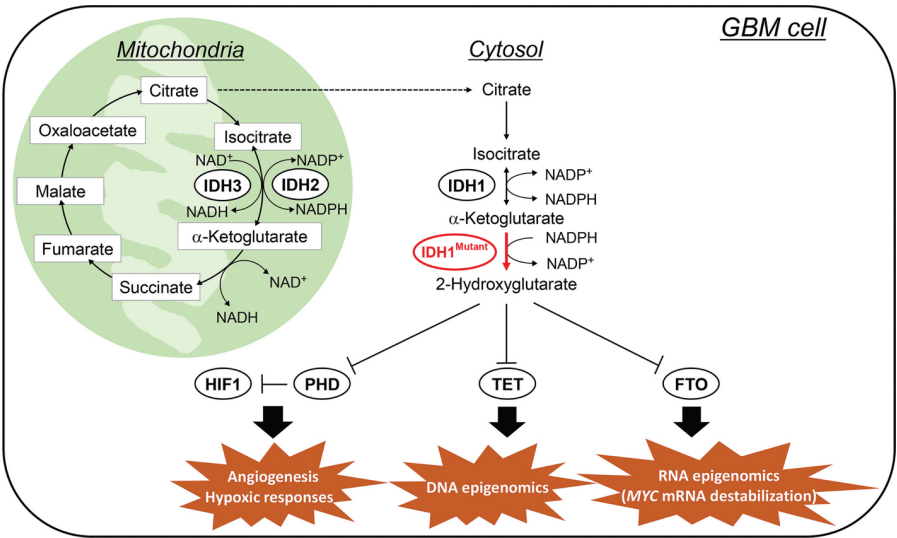 GBM cell
Mitochondria
Citrate
Oxaloacetate
Isocitrate
NAD+
NADP+
IDH3
IDH2
Malate
NADH
NADPH
α-Ketoglutarate
Fumarate
Succinate
NAD+
NADH
Cytosol
Citrate
Isocitrate
IDH1
NADP+
NADPH
α-Ketoglutarate
IDH1Mutant
NADPH
NADP+
2-Hydroxyglutarate
HIF1
PHD
TET
FTO
Angiogenesis
Hypoxic responses
DNA epigenomics
RNA epigenomics
(MYC mRNA destabilization)